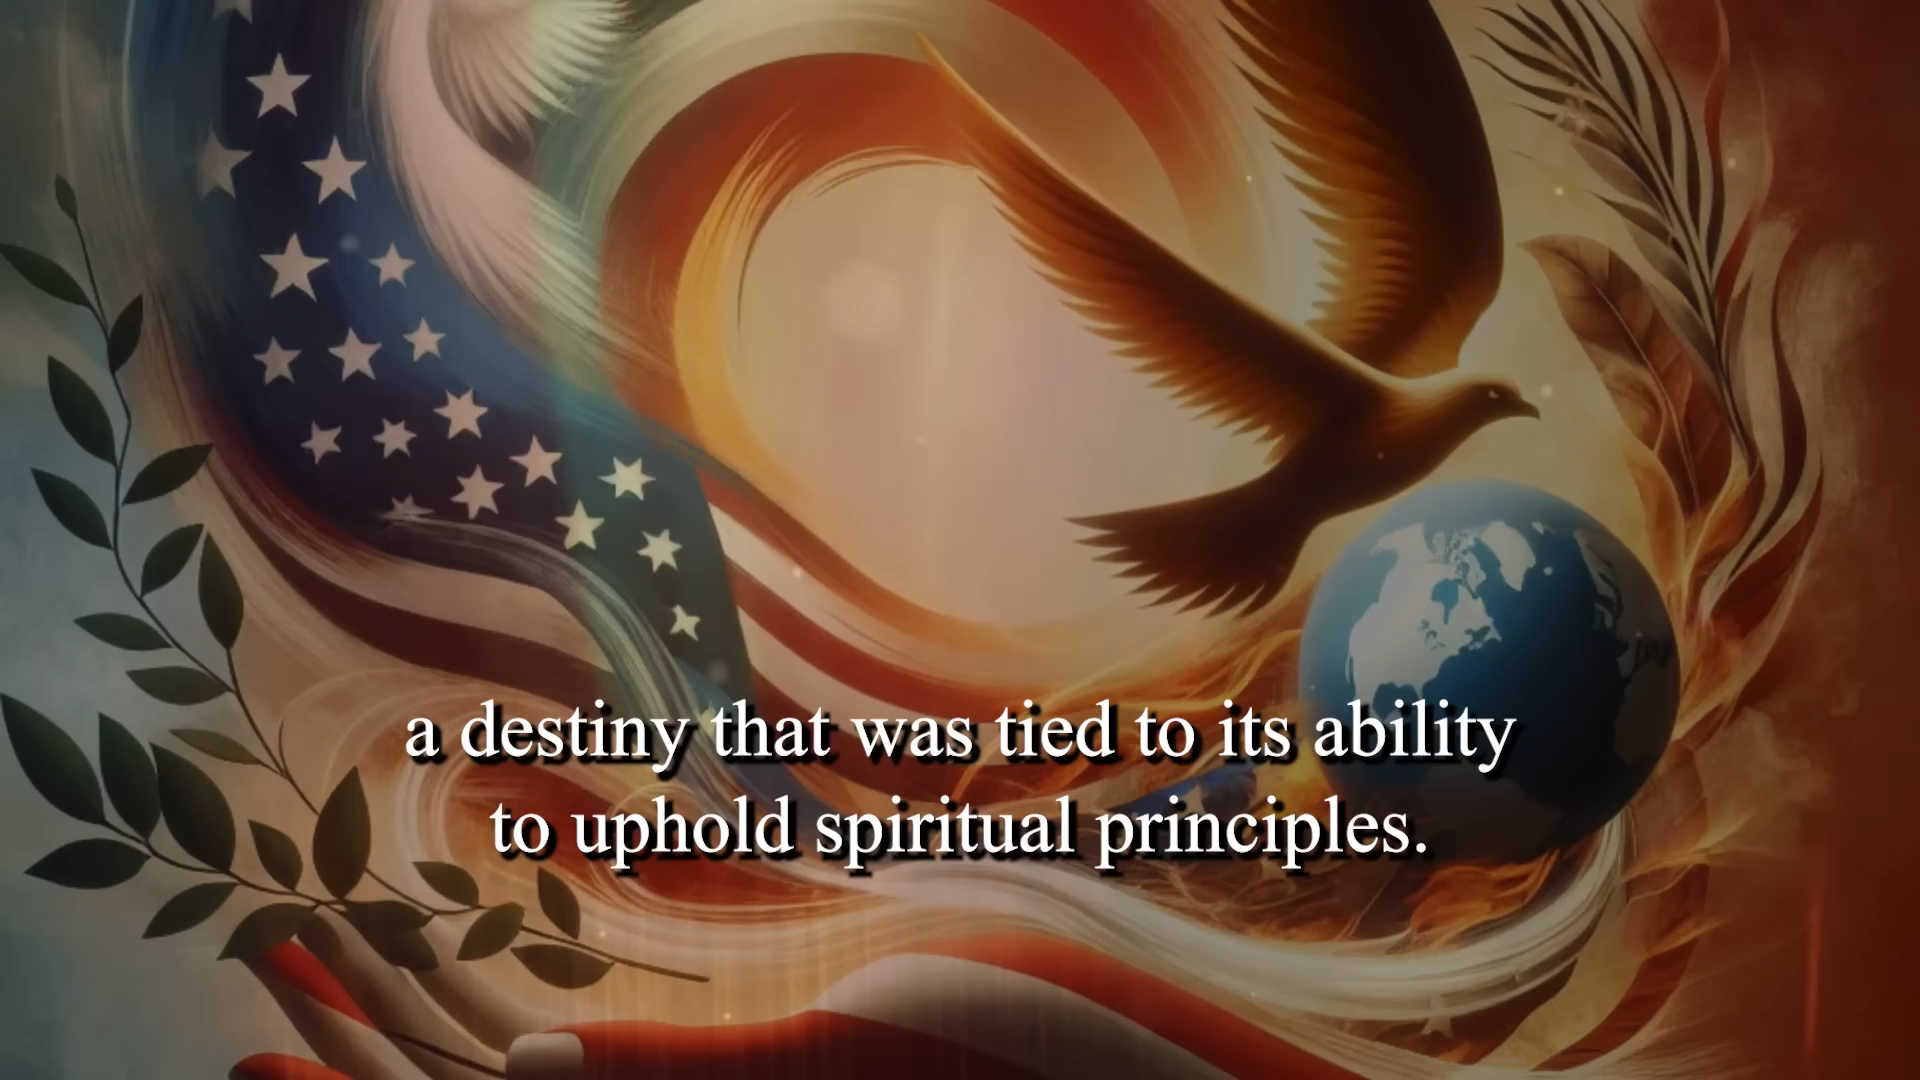 a destiny that was tied to its ability
to uphold spiritual principles.